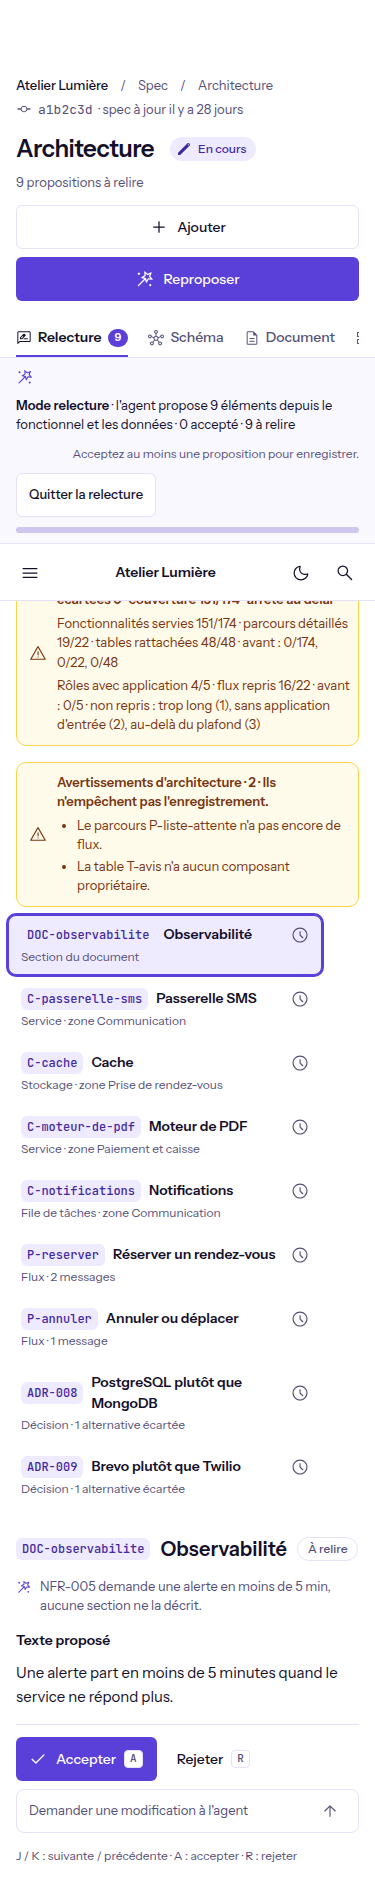 Atelier Lumière / Spec / Architecture
a1b2c3d · spec à jour il y a 28 jours
Architecture En cours
9 propositions à relire
Ajouter
Reproposer
Relecture 9 Schéma Document
Mode relecture · l'agent propose 9 éléments depuis le
fonctionnel et les données · 0 accepté · 9 à relire
Acceptez au moins une proposition pour enregistrer.
Quitter la relecture
Atelier Lumière
Fonctionnalités servies 151/174 · parcours détaillés
19/22 · tables rattachées 48/48 · avant : 0/174,
0/22, 0/48
Rôles avec application 4/5 · flux repris 16/22 · avant
: 0/5 · non repris : trop long (1), sans application
d'entrée (2), au-delà du plafond (3)
Avertissements d'architecture · 2 · Ils
n'empêchent pas l'enregistrement.
• Le parcours P-liste-attente n'a pas encore de
flux.
• La table T-avis n'a aucun composant
propriétaire.
DOC-observabilite Observabilité
Section du document
C-passerelle-sms Passerelle SMS
Service · zone Communication
C-cache Cache
Stockage · zone Prise de rendez-vous
C-moteur-de-pdf Moteur de PDF
Service · zone Paiement et caisse
C-notifications Notifications
File de tâches · zone Communication
P-reserver Réserver un rendez-vous
Flux · 2 messages
P-annuler Annuler ou déplacer
Flux · 1 message
ADR-008 PostgreSQL plutôt que
MongoDB
Décision · 1 alternative écartée
ADR-009 Brevo plutôt que Twilio
Décision · 1 alternative écartée
DOC-observabilite Observabilité À relire
NFR-005 demande une alerte en moins de 5 min,
aucune section ne la décrit.
Texte proposé
Une alerte part en moins de 5 minutes quand le
service ne répond plus.
Accepter A Rejeter R
Demander une modification à l'agent
J / K : suivante / précédente · A : accepter · R : rejeter